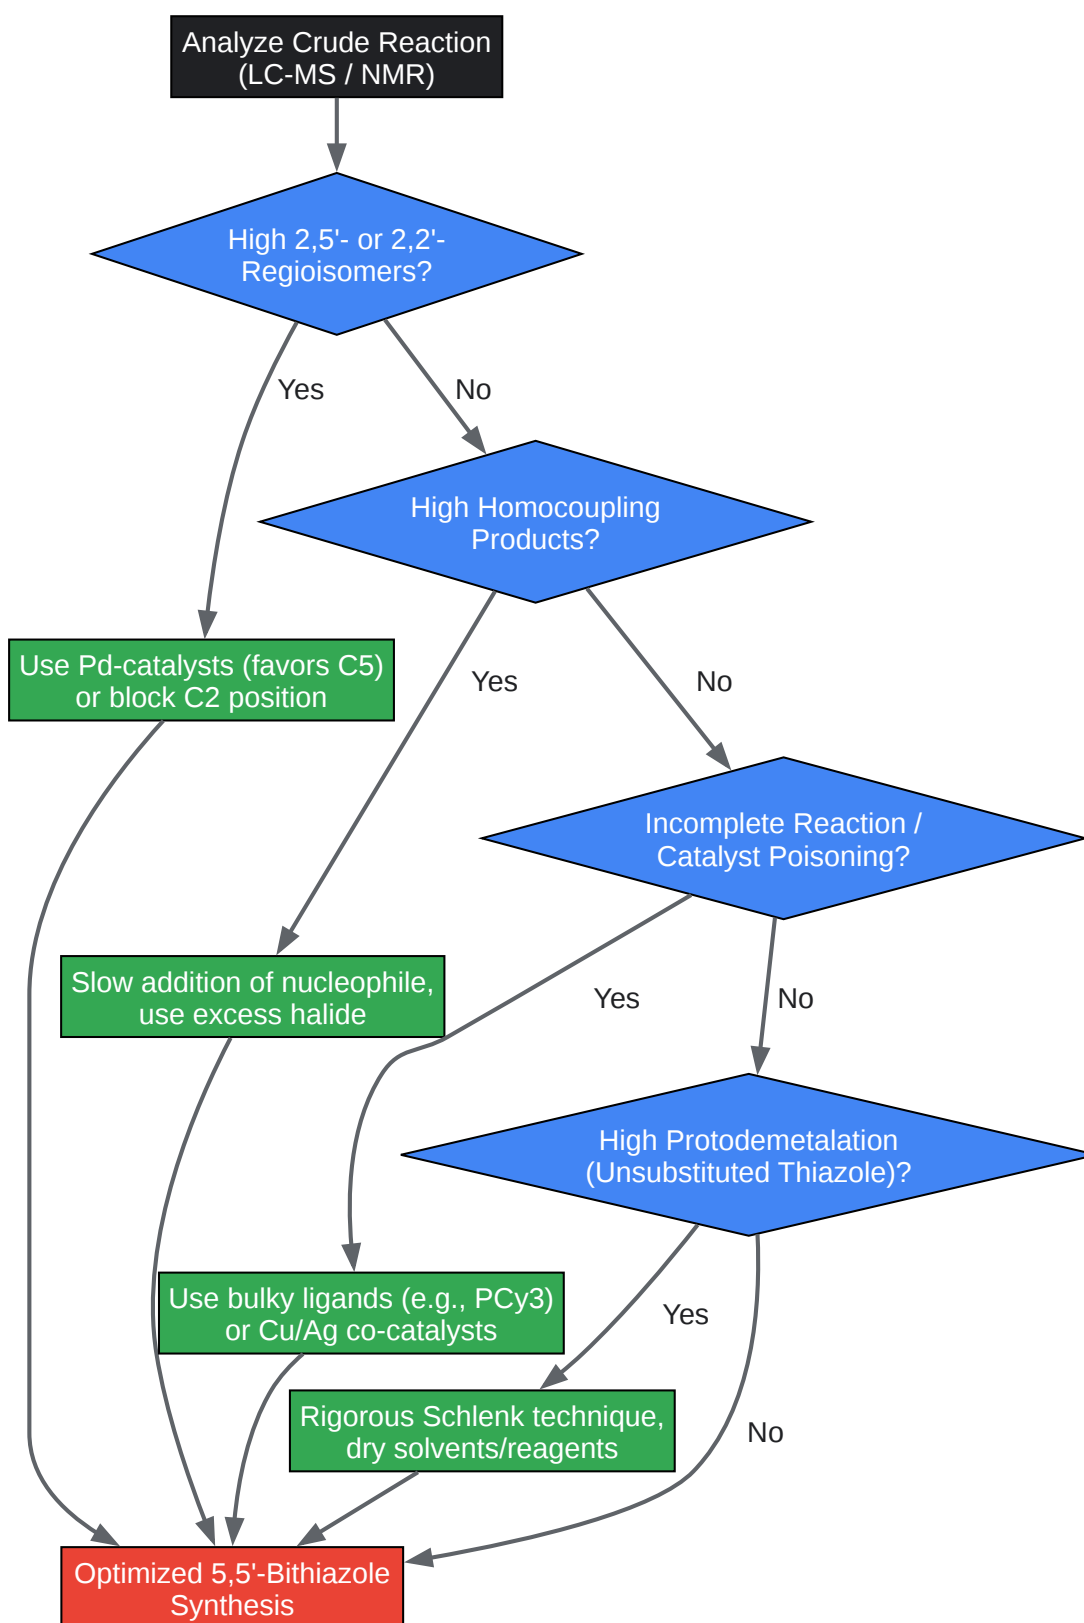 Analyze Crude Reaction
(LC-MS / NMR)
High 2,5'- or 2,2'-
Regioisomers?
Yes
No
High Homocoupling
Products?
Use Pd-catalysts (favors C5)
or block C2 position
Yes
No
Incomplete Reaction /
Catalyst Poisoning?
Slow addition of nucleophile,
use excess halide
Yes
No
High Protodemetalation
(Unsubstituted Thiazole)?
Use bulky ligands (e.g., PCy3)
or Cu/Ag co-catalysts
Yes
Rigorous Schlenk technique,
dry solvents/reagents
No
Optimized 5,5'-Bithiazole
Synthesis